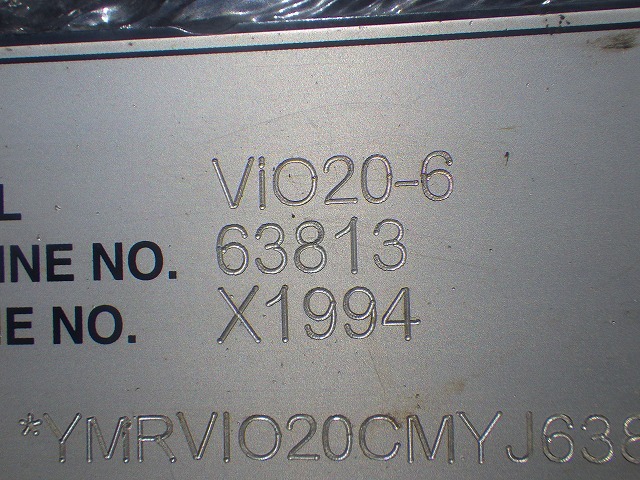 L ViO20-6
INE NO. 63813
E NO. X1994
*YMRVIO20CMYJ638